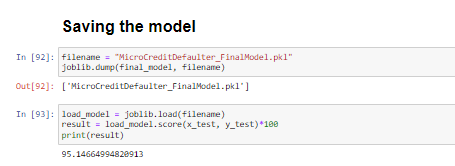 Saving the model
In [92]: filename = "MicroCreditDefaulter_FinalModel.pkl"
joblib.dump(final_model, filename)
Out[92]: ['MicroCreditDefaulter_FinalModel.pkl']
In [93]: load_model = joblib.load(filename)
result = load_model.score(x_test, y_test)*100
print(result)
95.14664994820913